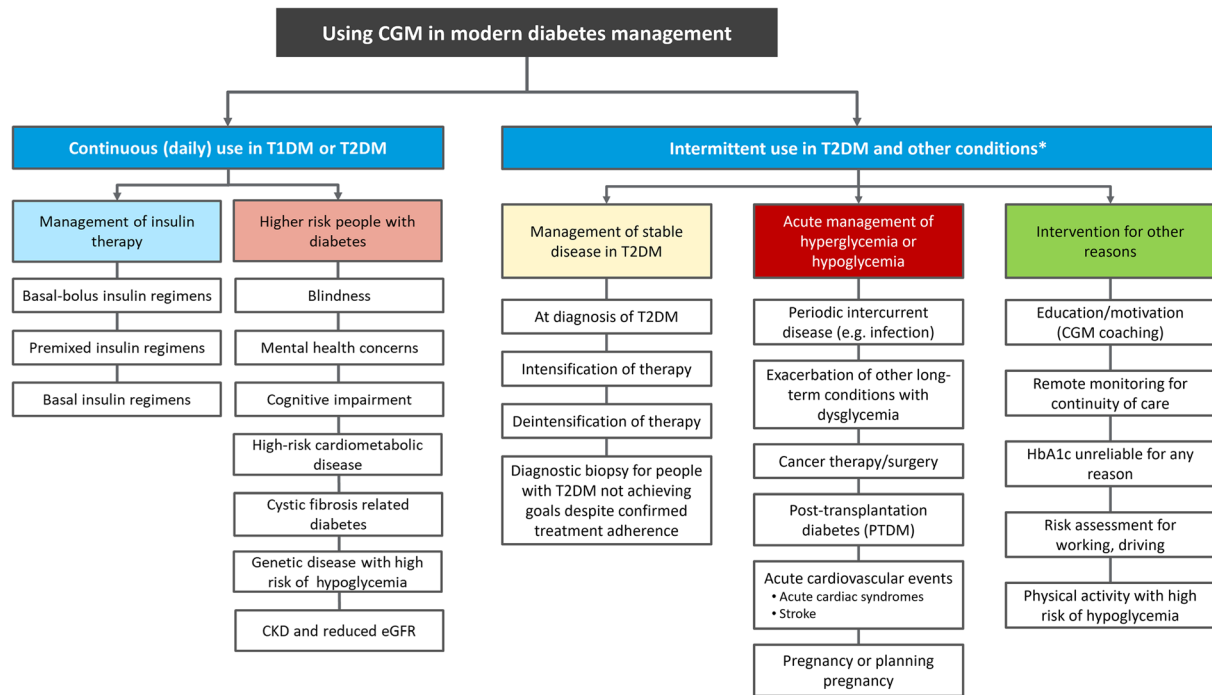 Using CGM in modern diabetes management
Continuous (daily) use in T1DM or T2DM
Management of insulin
therapy
Basal-bolus insulin regimens
Premixed insulin regimens
Basal insulin regimens
Higher risk people with
diabetes
Blindness
Mental health concerns
Cognitive impairment
High-risk cardiometabolic
disease
Cystic fibrosis related
diabetes
Genetic disease with high
risk of hypoglycemia
CKD and reduced eGFR
Intermittent use in T2DM and other conditions*
Management of stable
disease in T2DM
At diagnosis of T2DM
Intensification of therapy
Deintensification of therapy
Diagnostic biopsy for people
with T2DM not achieving
goals despite confirmed
treatment adherence
Acute management of
hyperglycemia or
hypoglycemia
Periodic intercurrent
disease (e.g. infection)
Exacerbation of other long-
term conditions with
dysglycemia
Cancer therapy/surgery
Post-transplantation
diabetes (PTDM)
Acute cardiovascular events
• Acute cardiac syndromes
• Stroke
Pregnancy or planning
pregnancy
Intervention for other
reasons
Education/motivation
(CGM coaching)
Remote monitoring for
continuity of care
HbA1c unreliable for any
reason
Risk assessment for
working, driving
Physical activity with high
risk of hypoglycemia